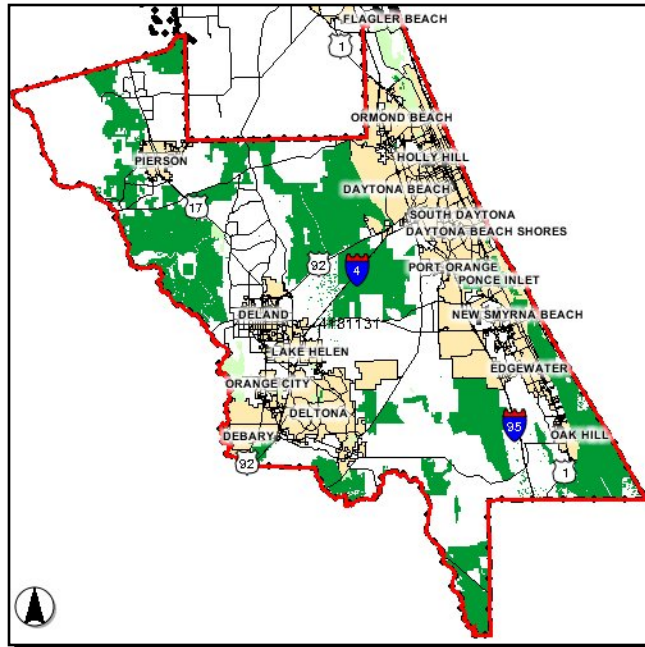 FLAGLER BEACH
1
ORMOND BEACH
HOLLY HILL
PIERSON
DAYTONA BEACH
17
SOUTH DAYTONA
DAYTONA BEACH SHORES
92
4
PORT ORANGE
PONCE INLET
DELAND
NEW SMYRNA BEACH
4131131
LAKE HELEN
EDGEWATER
ORANGE CITY
DELTONA
95
DEBARY
OAK HILL
92
1